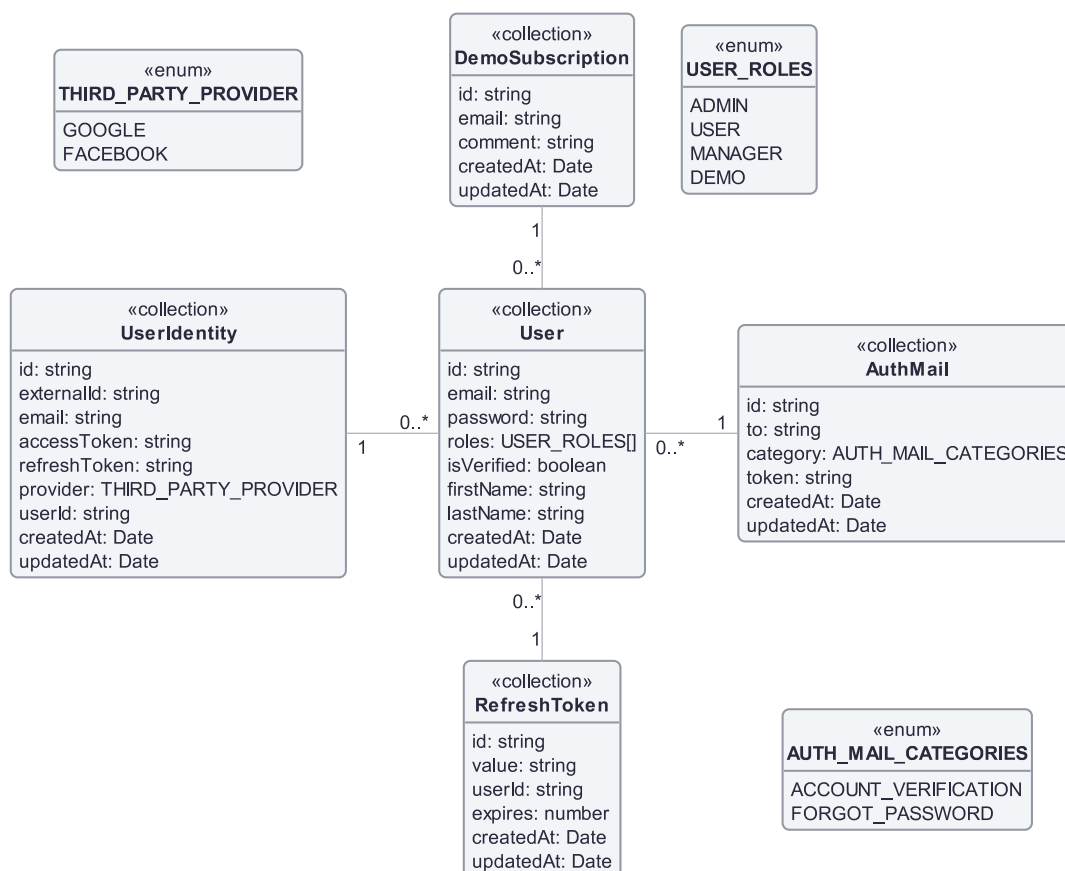 «enum»
THIRD_PARTY_PROVIDER
GOOGLE
FACEBOOK
«collection»
DemoSubscription
id: string
email: string
comment: string
createdAt: Date
updatedAt: Date
«enum»
USER_ROLES
ADMIN
USER
MANAGER
DEMO
1
0..*
«collection»
UserIdentity
id: string
externalId: string
email: string
accessToken: string
refreshToken: string
provider: THIRD_PARTY_PROVIDER
userId: string
createdAt: Date
updatedAt: Date
0..*
1
«collection»
User
id: string
email: string
password: string
roles: USER_ROLES[]
isVerified: boolean
firstName: string
lastName: string
createdAt: Date
updatedAt: Date
1
0..*
«collection»
AuthMail
id: string
to: string
category: AUTH_MAIL_CATEGORIES
token: string
createdAt: Date
updatedAt: Date
0..*
1
«collection»
RefreshToken
id: string
value: string
userId: string
expires: number
createdAt: Date
updatedAt: Date
«enum»
AUTH_MAIL_CATEGORIES
ACCOUNT_VERIFICATION
FORGOT_PASSWORD